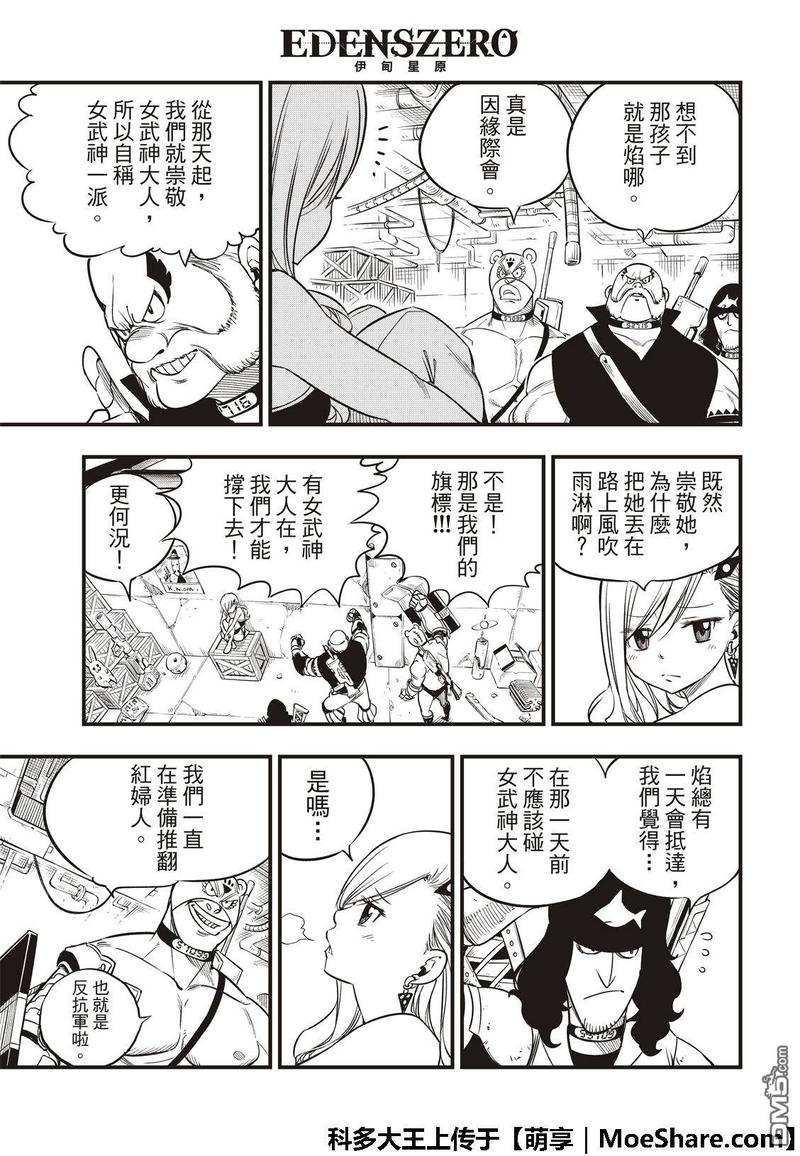 EDENSZERO
伊甸星原
想不到
那孩子
就是焰哪。
真是
因緣際會。
從那天起，
我們就崇敬
女武神大人，
所以自稱
女武神一派。
716
既然
崇敬她，
為什麼
把她丟在
路上風吹
雨淋啊？
不是！
那是我們的
旗標!!!
有女武神
大人在，
我們才能
撐下去！
更何況！
焰總有
一天會抵達，
我們覺得…
在那一天前
不應該碰
女武神大人。
是嗎…
我們一直
在準備推翻
紅婦人。
也就是
反抗軍啦。
DM5.com
科多大王上传于【萌享｜MoeShare.com】